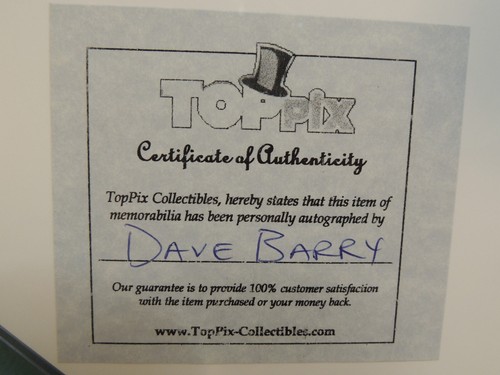 TOPPIX
Certificate of Authenticity
TopPix Collectibles, hereby states that this item of
memorabilia has been personally autographed by
DAVE BARRY
Our guarantee is to provide 100% customer satisfaction
with the item purchased or your money back.
www.TopPix-Collectibles.com